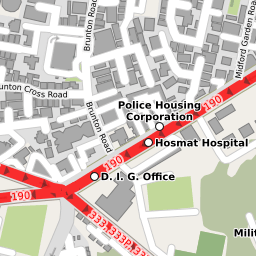 Brunton Road
Midford Garden Road
Brunton Cross Road
Police Housing
Corporation
190
Brunton Road
Hosmat Hospital
190
D. I. G. Office
190